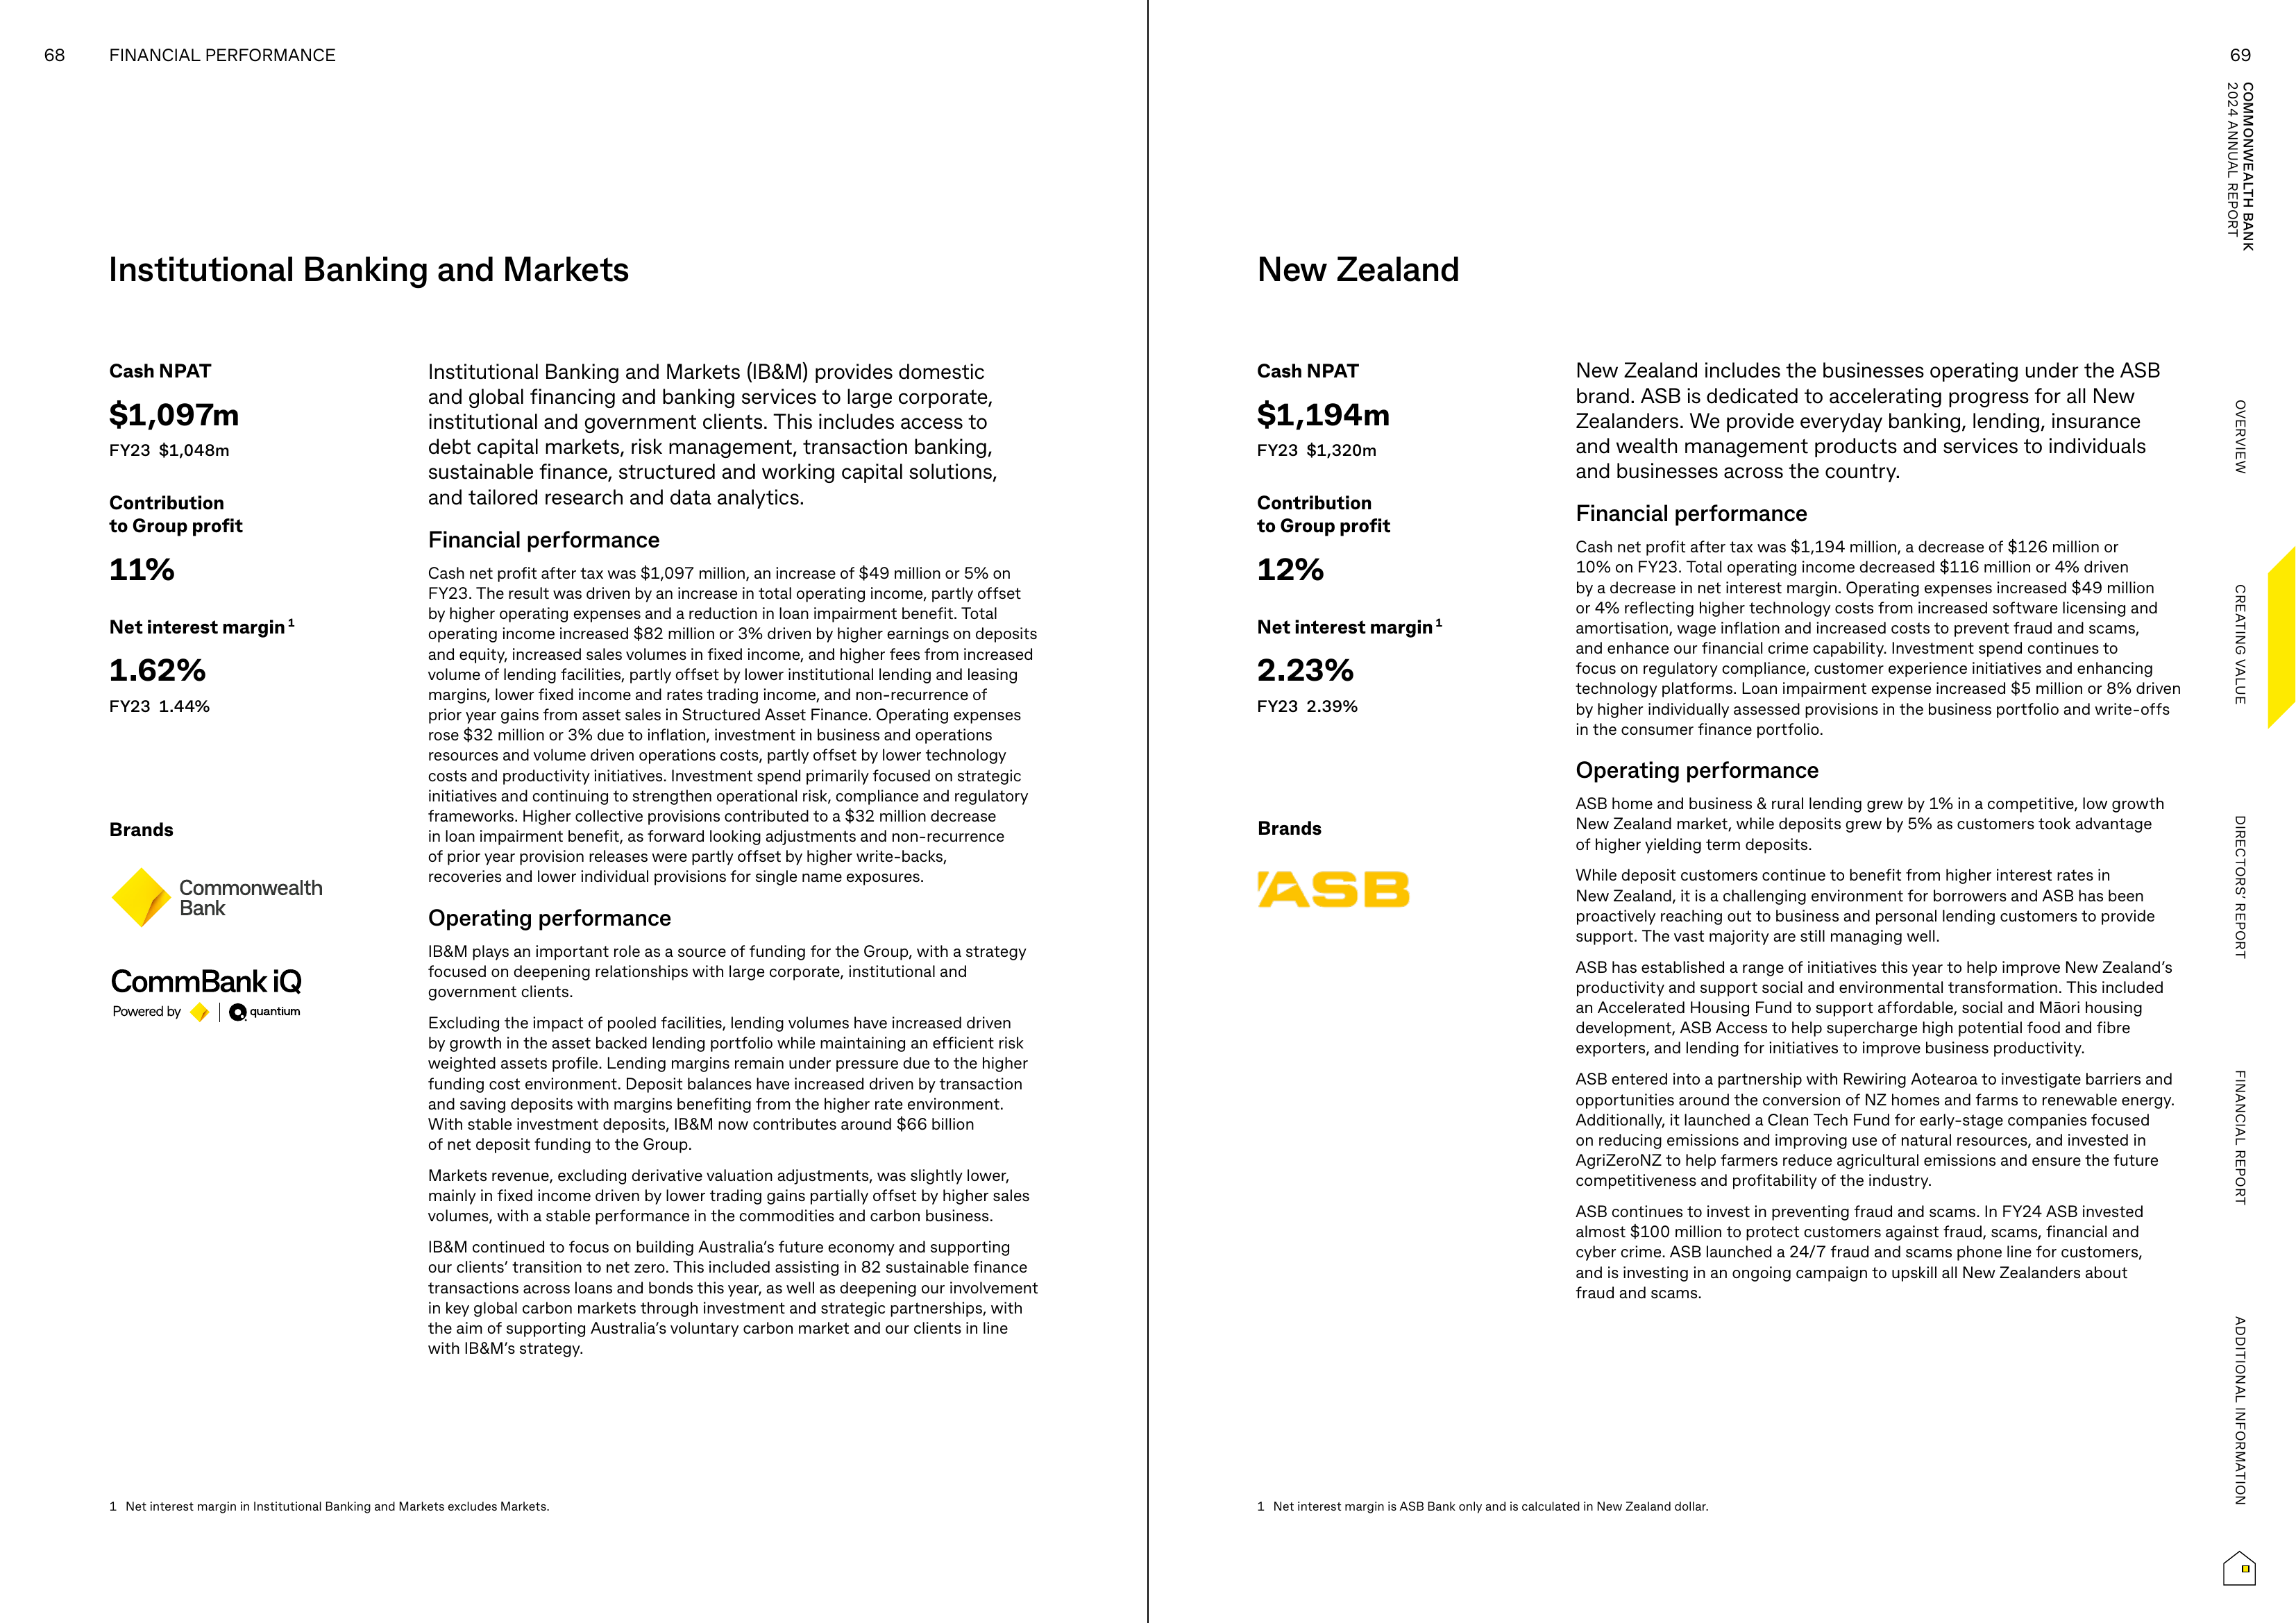 68
FINANCIAL PERFORMANCE
Institutional Banking and Markets
Cash NPAT
$1,097m
FY23 $1,048m
Contribution
to Group profit
11%
Net interest margin 1
1.62%
FY23 1.44%
Brands
Commonwealth
Bank
CommBank iQ
Powered by
quantium
Institutional Banking and Markets (IB&M) provides domestic
and global financing and banking services to large corporate,
institutional and government clients. This includes access to
debt capital markets, risk management, transaction banking,
sustainable finance, structured and working capital solutions,
and tailored research and data analytics.
Financial performance
Cash net profit after tax was $1,097 million, an increase of $49 million or 5% on
FY23. The result was driven by an increase in total operating income, partly offset
by higher operating expenses and a reduction in loan impairment benefit. Total
operating income increased $82 million or 3% driven by higher earnings on deposits
and equity, increased sales volumes in fixed income, and higher fees from increased
volume of lending facilities, partly offset by lower institutional lending and leasing
margins, lower fixed income and rates trading income, and non-recurrence of
prior year gains from asset sales in Structured Asset Finance. Operating expenses
rose $32 million or 3% due to inflation, investment in business and operations
resources and volume driven operations costs, partly offset by lower technology
costs and productivity initiatives. Investment spend primarily focused on strategic
initiatives and continuing to strengthen operational risk, compliance and regulatory
frameworks. Higher collective provisions contributed to a $32 million decrease
in loan impairment benefit, as forward looking adjustments and non-recurrence
of prior year provision releases were partly offset by higher write-backs,
recoveries and lower individual provisions for single name exposures.
Operating performance
IB&M plays an important role as a source of funding for the Group, with a strategy
focused on deepening relationships with large corporate, institutional and
government clients.
Excluding the impact of pooled facilities, lending volumes have increased driven
by growth in the asset backed lending portfolio while maintaining an efficient risk
weighted assets profile. Lending margins remain under pressure due to the higher
funding cost environment. Deposit balances have increased driven by transaction
and saving deposits with margins benefiting from the higher rate environment.
With stable investment deposits, IB&M now contributes around $66 billion
of net deposit funding to the Group.
Markets revenue, excluding derivative valuation adjustments, was slightly lower,
mainly in fixed income driven by lower trading gains partially offset by higher sales
volumes, with a stable performance in the commodities and carbon business.
IB&M continued to focus on building Australia's future economy and supporting
our clients' transition to net zero. This included assisting in 82 sustainable finance
transactions across loans and bonds this year, as well as deepening our involvement
in key global carbon markets through investment and strategic partnerships, with
the aim of supporting Australia's voluntary carbon market and our clients in line
with IB&M's strategy.
1 Net interest margin in Institutional Banking and Markets excludes Markets.
69
New Zealand
Cash NPAT
$1,194m
FY23 $1,320m
Contribution
to Group profit
12%
Net interest margin 1
2.23%
FY23 2.39%
Brands
ASB
New Zealand includes the businesses operating under the ASB
brand. ASB is dedicated to accelerating progress for all New
Zealanders. We provide everyday banking, lending, insurance
and wealth management products and services to individuals
and businesses across the country.
Financial performance
Cash net profit after tax was $1,194 million, a decrease of $126 million or
10% on FY23. Total operating income decreased $116 million or 4% driven
by a decrease in net interest margin. Operating expenses increased $49 million
or 4% reflecting higher technology costs from increased software licensing and
amortisation, wage inflation and increased costs to prevent fraud and scams,
and enhance our financial crime capability. Investment spend continues to
focus on regulatory compliance, customer experience initiatives and enhancing
technology platforms. Loan impairment expense increased $5 million or 8% driven
by higher individually assessed provisions in the business portfolio and write-offs
in the consumer finance portfolio.
Operating performance
ASB home and business & rural lending grew by 1% in a competitive, low growth
New Zealand market, while deposits grew by 5% as customers took advantage
of higher yielding term deposits.
While deposit customers continue to benefit from higher interest rates in
New Zealand, it is a challenging environment for borrowers and ASB has been
proactively reaching out to business and personal lending customers to provide
support. The vast majority are still managing well.
ASB has established a range of initiatives this year to help improve New Zealand's
productivity and support social and environmental transformation. This included
an Accelerated Housing Fund to support affordable, social and Māori housing
development, ASB Access to help supercharge high potential food and fibre
exporters, and lending for initiatives to improve business productivity.
ASB entered into a partnership with Rewiring Aotearoa to investigate barriers and
opportunities around the conversion of NZ homes and farms to renewable energy.
Additionally, it launched a Clean Tech Fund for early-stage companies focused
on reducing emissions and improving use of natural resources, and invested in
AgriZeroNZ to help farmers reduce agricultural emissions and ensure the future
competitiveness and profitability of the industry.
ASB continues to invest in preventing fraud and scams. In FY24 ASB invested
almost $100 million to protect customers against fraud, scams, financial and
cyber crime. ASB launched a 24/7 fraud and scams phone line for customers,
and is investing in an ongoing campaign to upskill all New Zealanders about
fraud and scams.
1 Net interest margin is ASB Bank only and is calculated in New Zealand dollar.
COMMONWEALTH BANK
2024 ANNUAL REPORT
OVERVIEW
CREATING VALUE
DIRECTORS' REPORT
FINANCIAL REPORT
ADDITIONAL INFORMATION